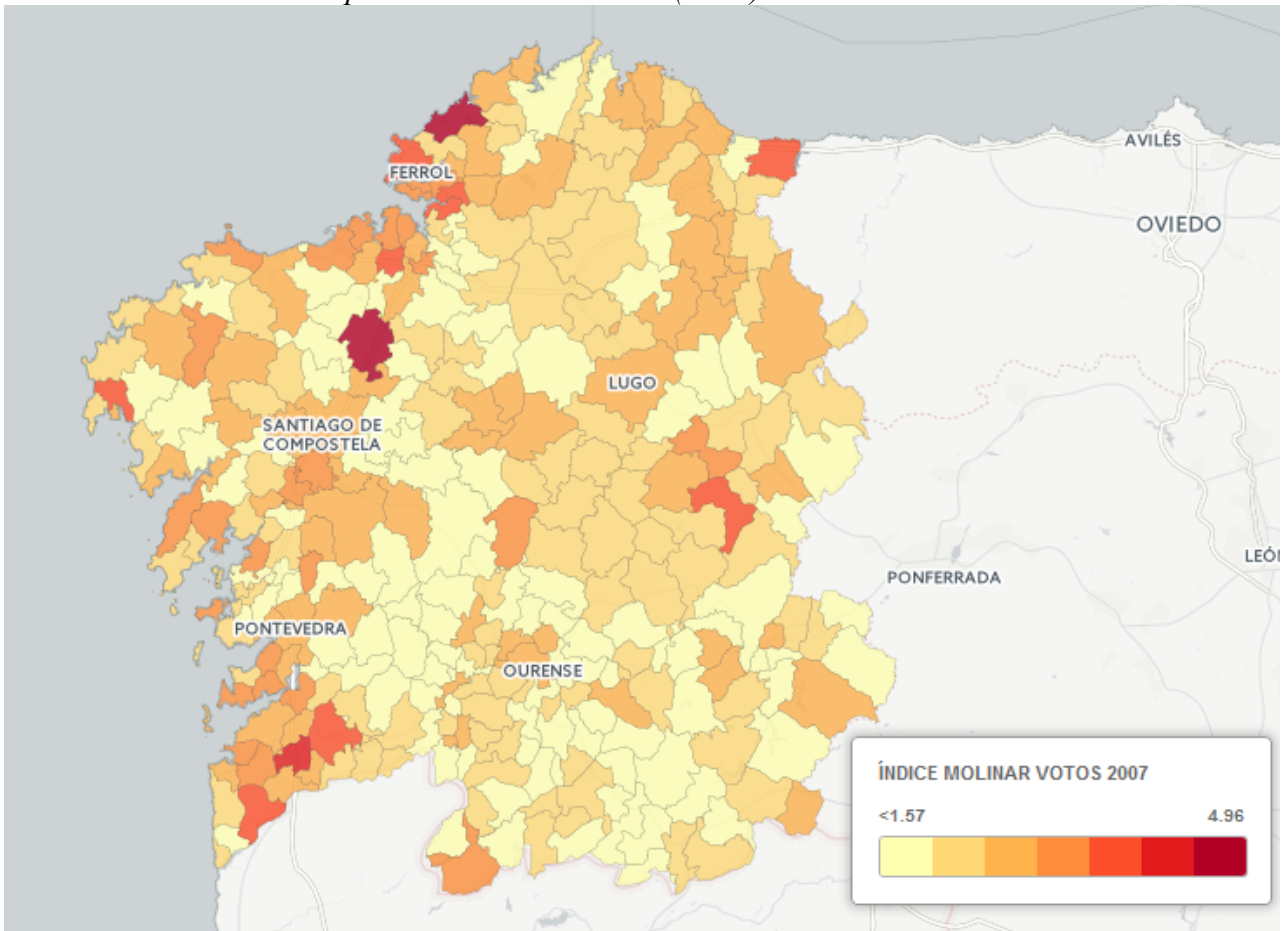 AVILÉS
FERROL
OVIEDO
LUGO
SANTIAGO DE
COMPOSTELA
LEÓ
PONFERRADA
PONTEVEDRA
OURENSE
ÍNDICE MOLINAR VOTOS 2007
<1.57 4.96